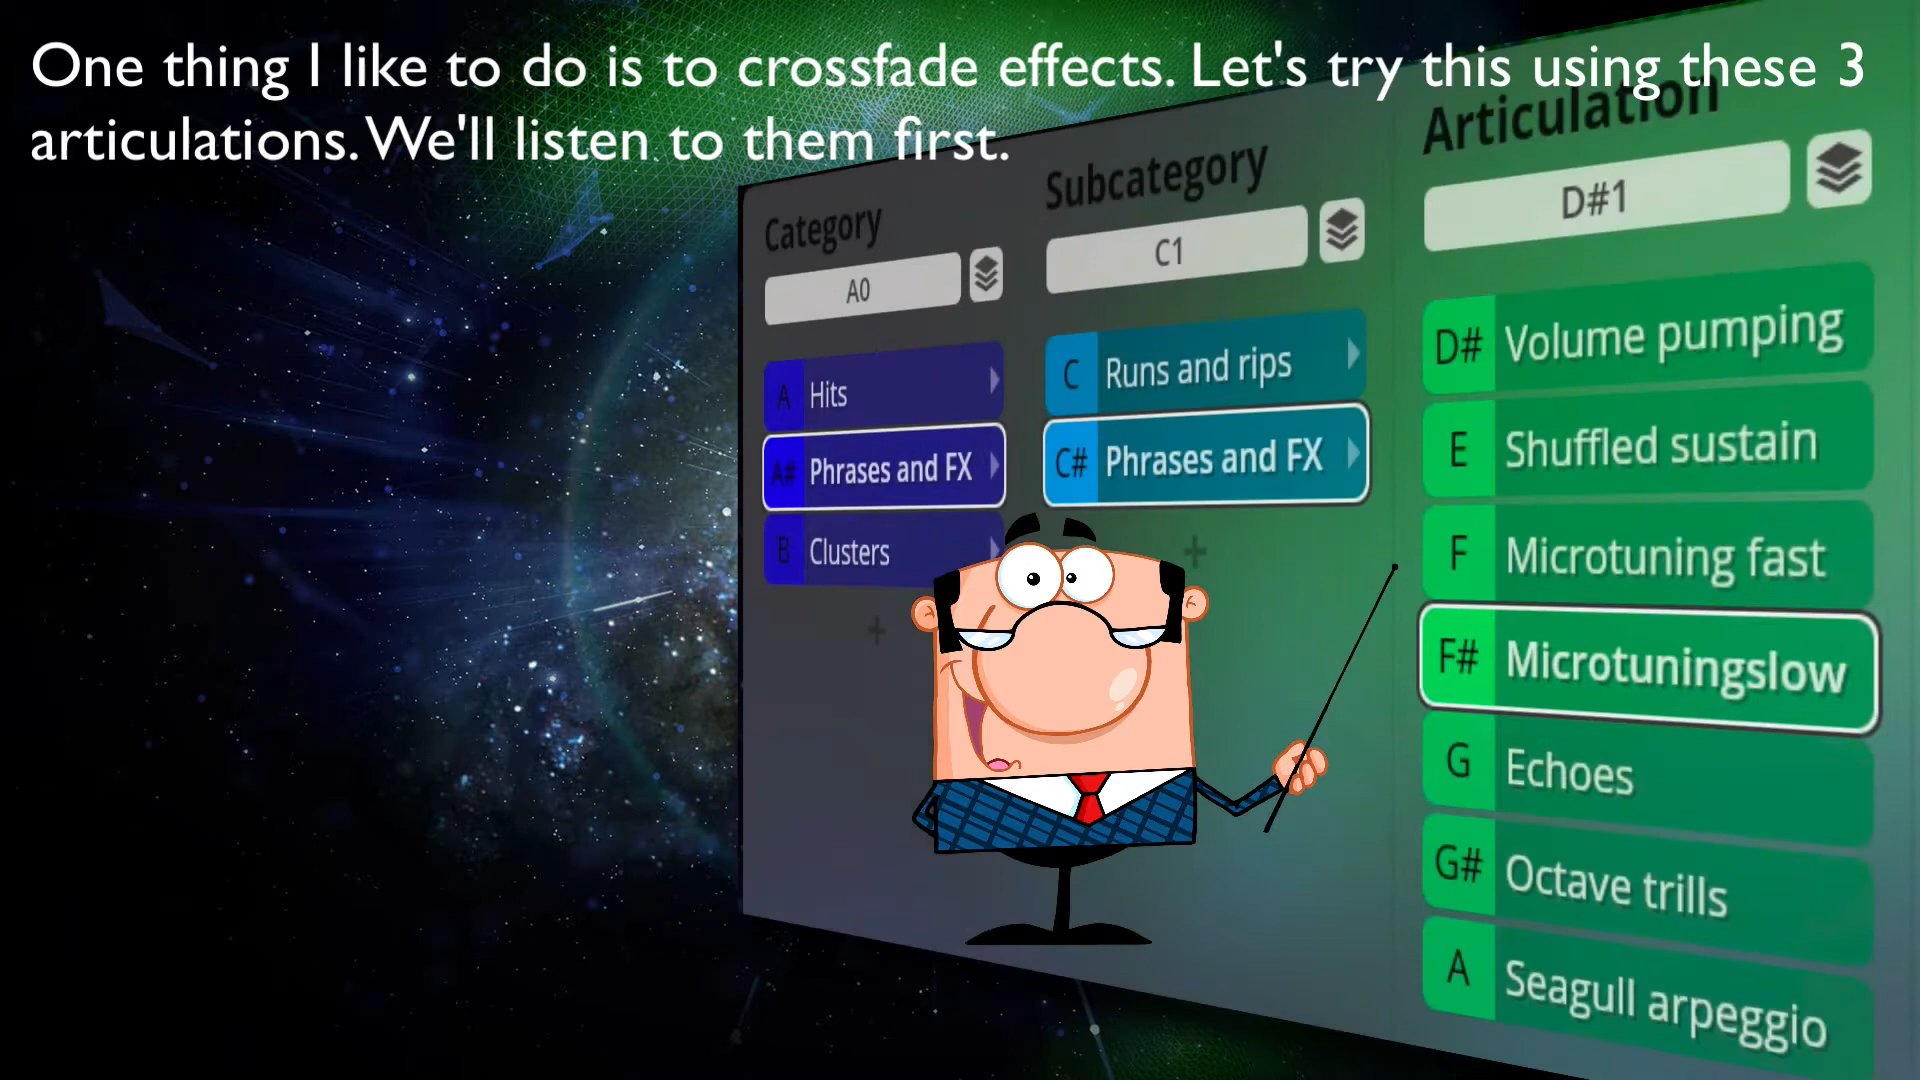 One thing I like to do is to crossfade effects. Let's try this using these 3
articulations. We'll listen to them first.
Category
A0
A Hits
A# Phrases and FX
B Clusters
Subcategory
C1
C Runs and rips
C# Phrases and FX
Articulation
D#1
D# Volume pumping
E Shuffled sustain
F Microtuning fast
F# Microtuningslow
G Echoes
G# Octave trills
A Seagull arpeggio